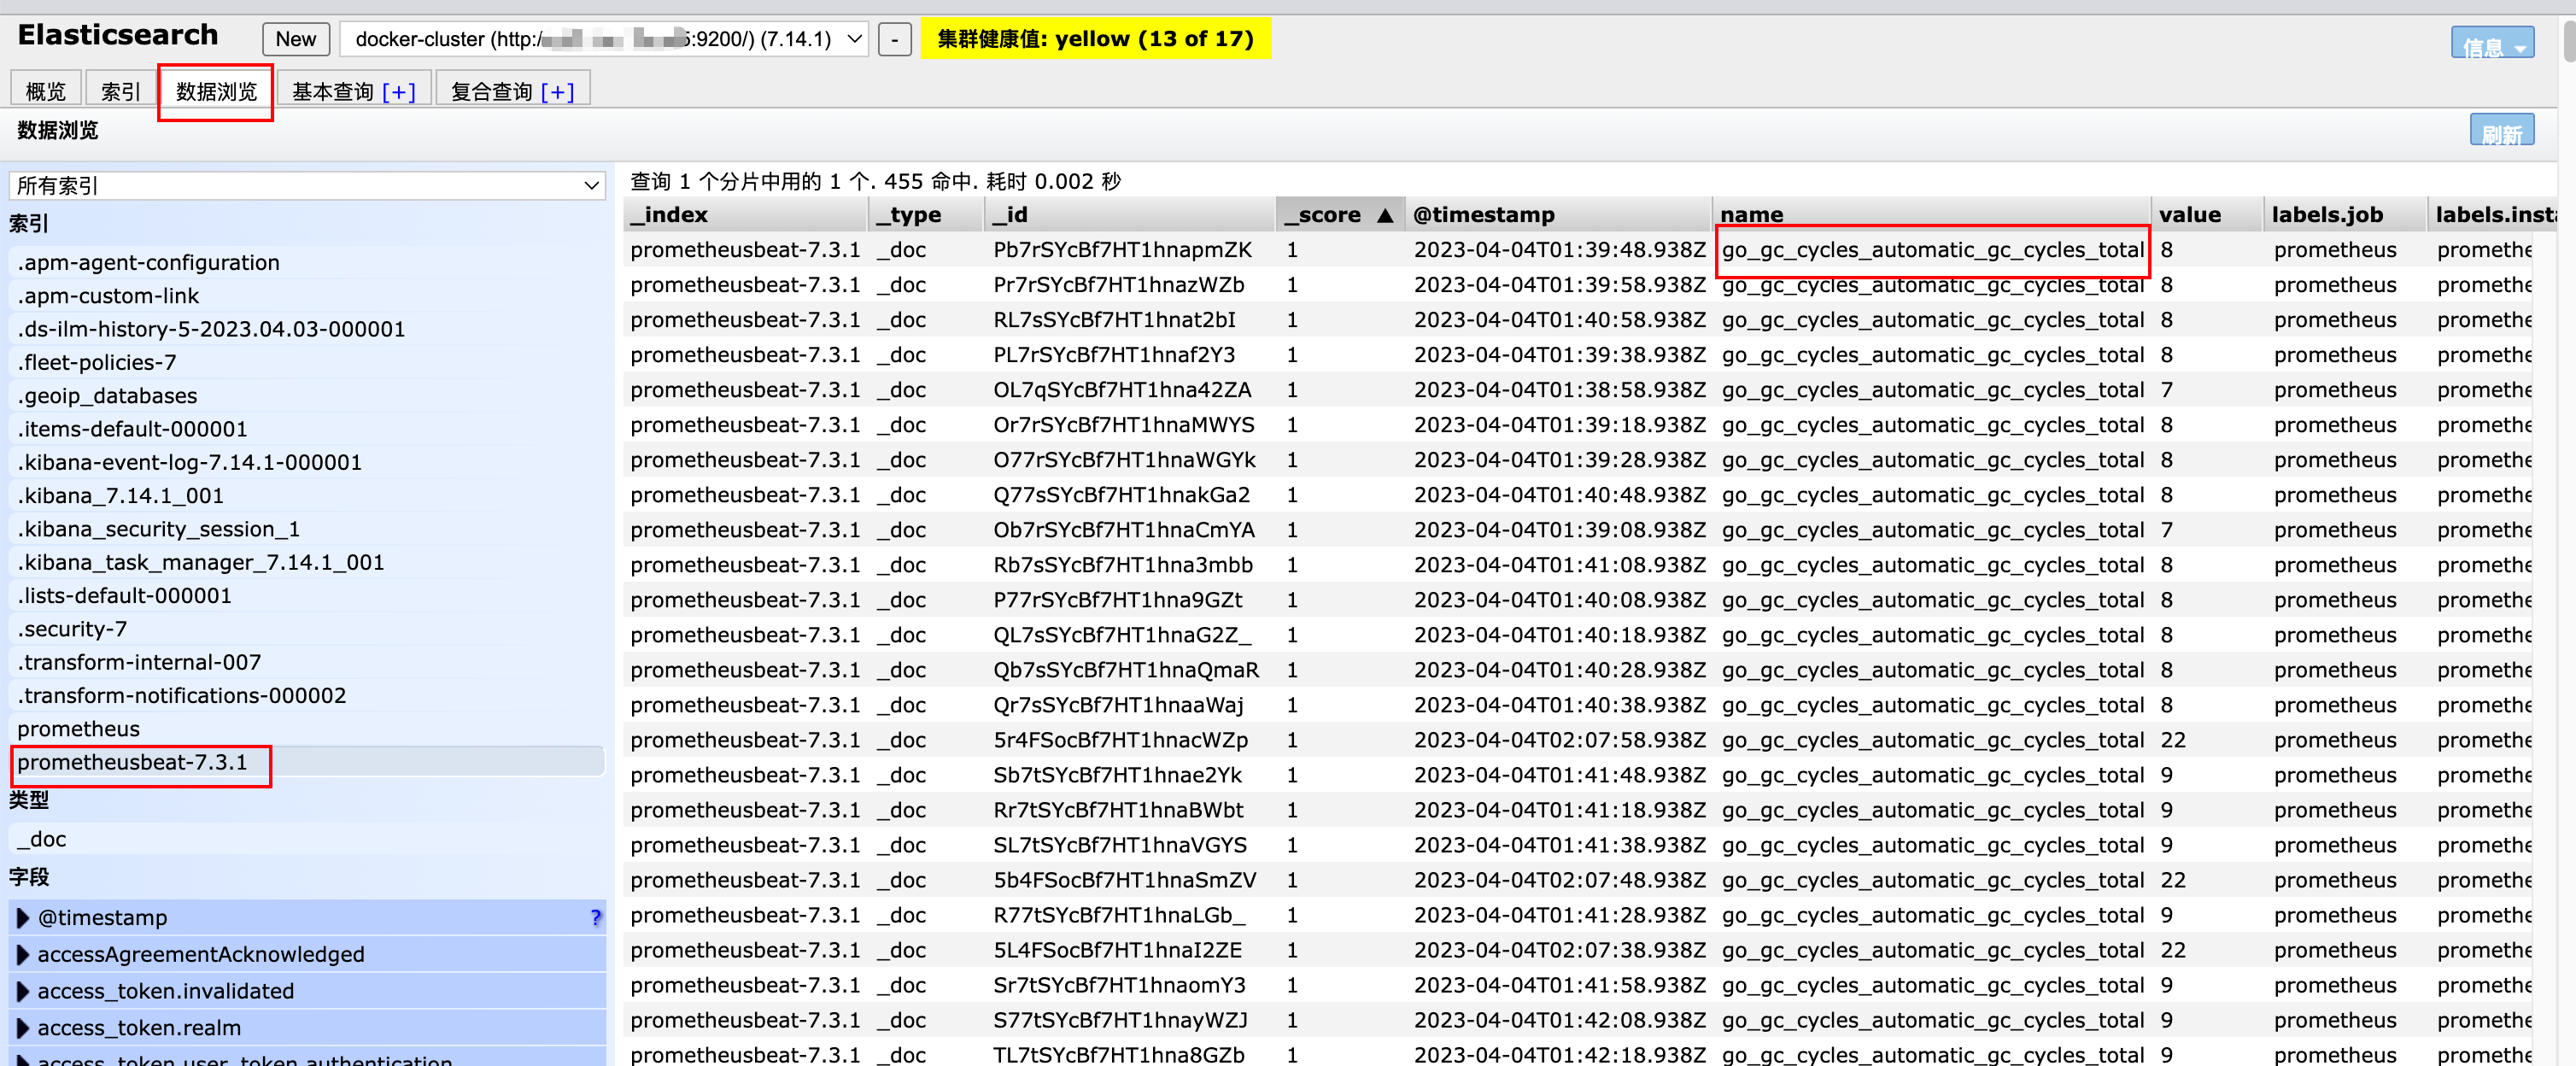 Elasticsearch New docker-cluster (http:/ 5:9200/) (7.14.1) - 集群健康值: yellow (13 of 17) 信息
概览 索引 数据浏览 基本查询 [+] 复合查询 [+]
数据浏览 刷新
所有索引
索引
.apm-agent-configuration
.apm-custom-link
.ds-ilm-history-5-2023.04.03-000001
.fleet-policies-7
.geoip_databases
.items-default-000001
.kibana-event-log-7.14.1-000001
.kibana_7.14.1_001
.kibana_security_session_1
.kibana_task_manager_7.14.1_001
.lists-default-000001
.security-7
.transform-internal-007
.transform-notifications-000002
prometheus
prometheusbeat-7.3.1
类型
_doc
字段
@timestamp ?
accessAgreementAcknowledged
access_token.invalidated
access_token.realm
access_token.user_token.authentication
查询 1 个分片中用的 1 个. 455 命中. 耗时 0.002 秒
_index _type _id _score ▲ @timestamp name value labels.job labels.insta
prometheusbeat-7.3.1 _doc Pb7rSYcBf7HT1hnapmZK 1 2023-04-04T01:39:48.938Z go_gc_cycles_automatic_gc_cycles_total 8 prometheus promethe
prometheusbeat-7.3.1 _doc Pr7rSYcBf7HT1hnazWZb 1 2023-04-04T01:39:58.938Z go_gc_cycles_automatic_gc_cycles_total 8 prometheus promethe
prometheusbeat-7.3.1 _doc RL7sSYcBf7HT1hnat2bI 1 2023-04-04T01:40:58.938Z go_gc_cycles_automatic_gc_cycles_total 8 prometheus promethe
prometheusbeat-7.3.1 _doc PL7rSYcBf7HT1hnaf2Y3 1 2023-04-04T01:39:38.938Z go_gc_cycles_automatic_gc_cycles_total 8 prometheus promethe
prometheusbeat-7.3.1 _doc OL7qSYcBf7HT1hna42ZA 1 2023-04-04T01:38:58.938Z go_gc_cycles_automatic_gc_cycles_total 7 prometheus promethe
prometheusbeat-7.3.1 _doc Or7rSYcBf7HT1hnaMWYS 1 2023-04-04T01:39:18.938Z go_gc_cycles_automatic_gc_cycles_total 8 prometheus promethe
prometheusbeat-7.3.1 _doc O77rSYcBf7HT1hnaWGYk 1 2023-04-04T01:39:28.938Z go_gc_cycles_automatic_gc_cycles_total 8 prometheus promethe
prometheusbeat-7.3.1 _doc Q77sSYcBf7HT1hnakGa2 1 2023-04-04T01:40:48.938Z go_gc_cycles_automatic_gc_cycles_total 8 prometheus promethe
prometheusbeat-7.3.1 _doc Ob7rSYcBf7HT1hnaCmYA 1 2023-04-04T01:39:08.938Z go_gc_cycles_automatic_gc_cycles_total 7 prometheus promethe
prometheusbeat-7.3.1 _doc Rb7sSYcBf7HT1hna3mbb 1 2023-04-04T01:41:08.938Z go_gc_cycles_automatic_gc_cycles_total 8 prometheus promethe
prometheusbeat-7.3.1 _doc P77rSYcBf7HT1hna9GZt 1 2023-04-04T01:40:08.938Z go_gc_cycles_automatic_gc_cycles_total 8 prometheus promethe
prometheusbeat-7.3.1 _doc QL7sSYcBf7HT1hnaG2Z_ 1 2023-04-04T01:40:18.938Z go_gc_cycles_automatic_gc_cycles_total 8 prometheus promethe
prometheusbeat-7.3.1 _doc Qb7sSYcBf7HT1hnaQmaR 1 2023-04-04T01:40:28.938Z go_gc_cycles_automatic_gc_cycles_total 8 prometheus promethe
prometheusbeat-7.3.1 _doc Qr7sSYcBf7HT1hnaaWaj 1 2023-04-04T01:40:38.938Z go_gc_cycles_automatic_gc_cycles_total 8 prometheus promethe
prometheusbeat-7.3.1 _doc 5r4FSocBf7HT1hnacWZp 1 2023-04-04T02:07:58.938Z go_gc_cycles_automatic_gc_cycles_total 22 prometheus promethe
prometheusbeat-7.3.1 _doc Sb7tSYcBf7HT1hnae2Yk 1 2023-04-04T01:41:48.938Z go_gc_cycles_automatic_gc_cycles_total 9 prometheus promethe
prometheusbeat-7.3.1 _doc Rr7tSYcBf7HT1hnaBWbt 1 2023-04-04T01:41:18.938Z go_gc_cycles_automatic_gc_cycles_total 9 prometheus promethe
prometheusbeat-7.3.1 _doc SL7tSYcBf7HT1hnaVGYS 1 2023-04-04T01:41:38.938Z go_gc_cycles_automatic_gc_cycles_total 9 prometheus promethe
prometheusbeat-7.3.1 _doc 5b4FSocBf7HT1hnaSmZV 1 2023-04-04T02:07:48.938Z go_gc_cycles_automatic_gc_cycles_total 22 prometheus promethe
prometheusbeat-7.3.1 _doc R77tSYcBf7HT1hnaLGb_ 1 2023-04-04T01:41:28.938Z go_gc_cycles_automatic_gc_cycles_total 9 prometheus promethe
prometheusbeat-7.3.1 _doc 5L4FSocBf7HT1hnaI2ZE 1 2023-04-04T02:07:38.938Z go_gc_cycles_automatic_gc_cycles_total 22 prometheus promethe
prometheusbeat-7.3.1 _doc Sr7tSYcBf7HT1hnaomY3 1 2023-04-04T01:41:58.938Z go_gc_cycles_automatic_gc_cycles_total 9 prometheus promethe
prometheusbeat-7.3.1 _doc S77tSYcBf7HT1hnayWZJ 1 2023-04-04T01:42:08.938Z go_gc_cycles_automatic_gc_cycles_total 9 prometheus promethe
prometheusbeat-7.3.1 _doc TL7tSYcBf7HT1hna8GZb 1 2023-04-04T01:42:18.938Z go_gc_cycles_automatic_gc_cycles_total 9 prometheus promethe